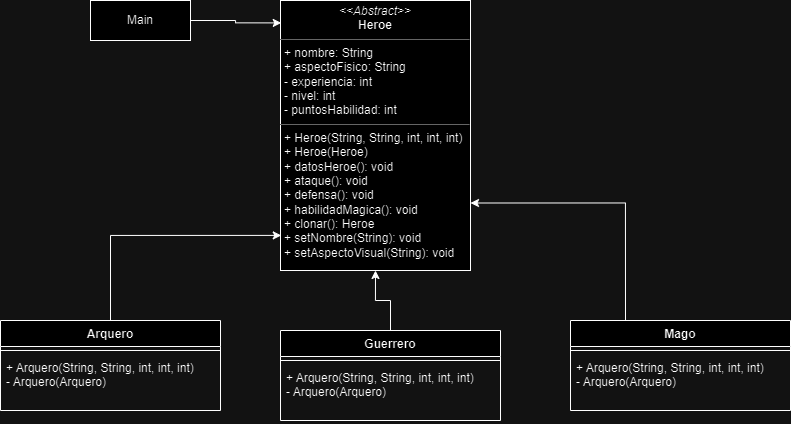 Main
<<Abstract>>
Heroe
+ nombre: String
+ aspectoFisico: String
- experiencia: int
- nivel: int
- puntosHabilidad: int
+ Heroe(String, String, int, int, int)
+ Heroe(Heroe)
+ datosHeroe(): void
+ ataque(): void
+ defensa(): void
+ habilidadMagica(): void
+ clonar(): Heroe
+ setNombre(String): void
+ setAspectoVisual(String): void
Arquero
+ Arquero(String, String, int, int, int)
- Arquero(Arquero)
Guerrero
+ Arquero(String, String, int, int, int)
- Arquero(Arquero)
Mago
+ Arquero(String, String, int, int, int)
- Arquero(Arquero)